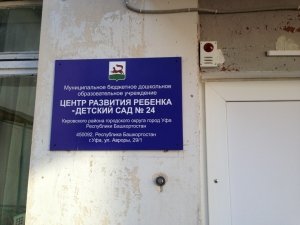 Муниципальное бюджетное дошкольное
образовательное учреждение
ЦЕНТР РАЗВИТИЯ РЕБЕНКА
-ДЕТСКИЙ САД № 24
Кировского района городского округа город Уфа
Республики Башкортостан
450092, Республика Башкортостан
г.Уфа, ул. Авроры, 29/1